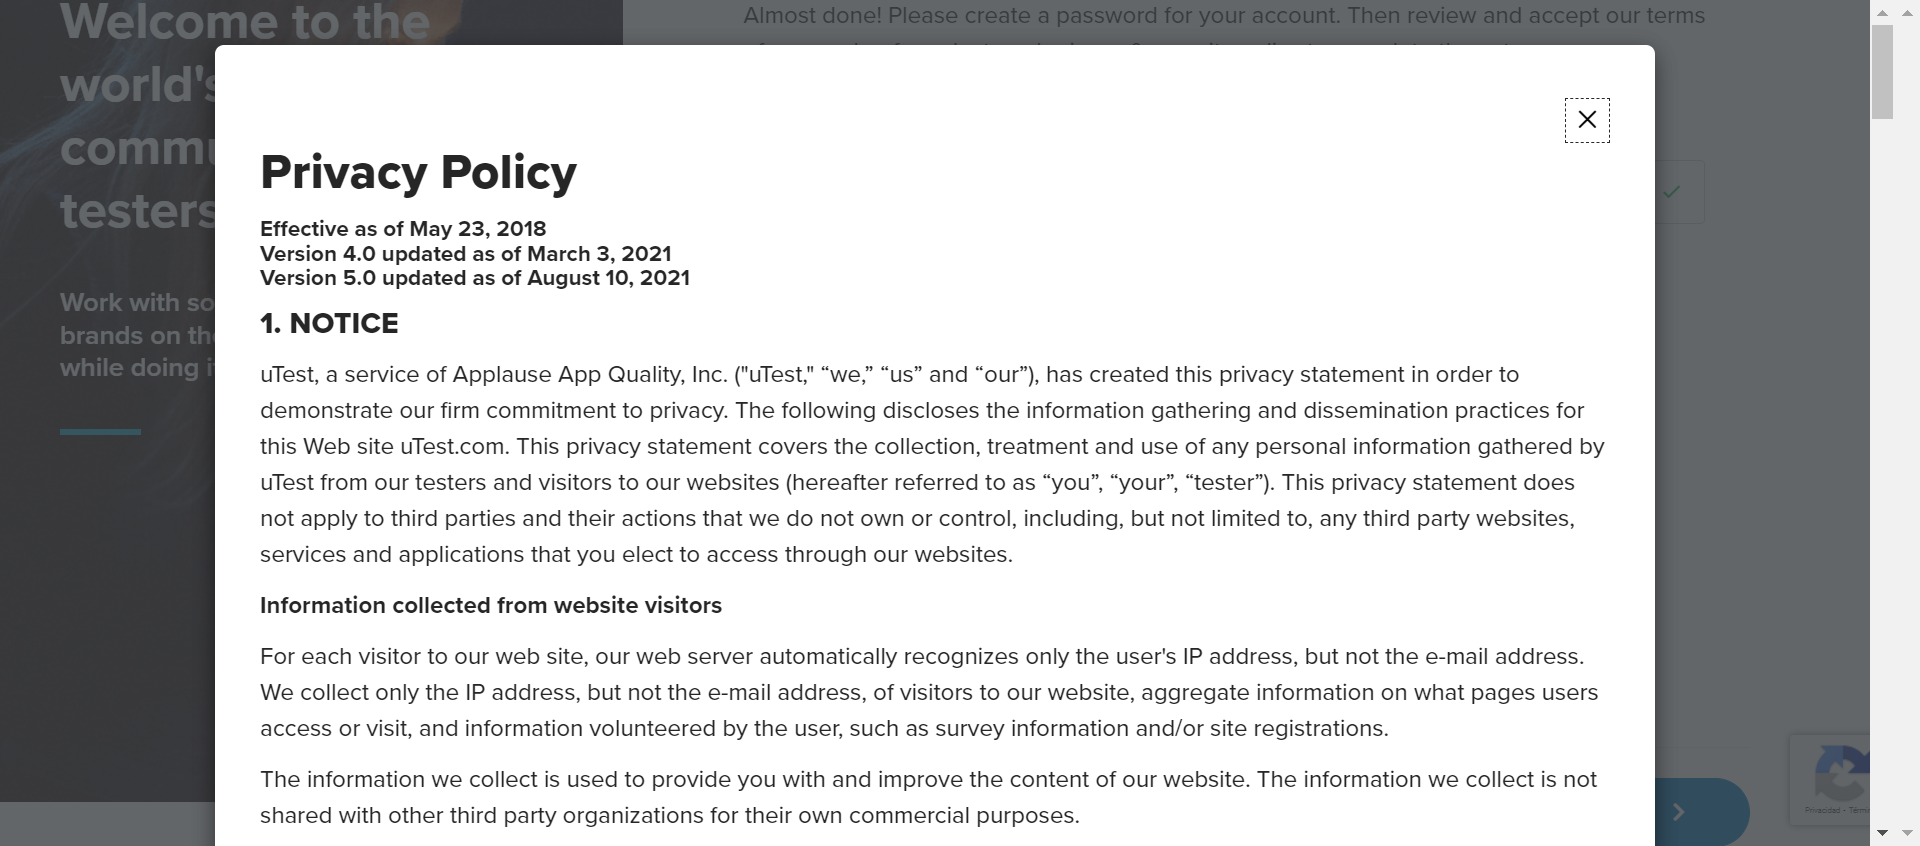 Welcome to the
world's
commu
testers
Work with so
brands on the
while doing i
Almost done! Please create a password for your account. Then review and accept our terms
Privacy Policy
Effective as of May 23, 2018
Version 4.0 updated as of March 3, 2021
Version 5.0 updated as of August 10, 2021
1. NOTICE
uTest, a service of Applause App Quality, Inc. ("uTest," “we,” “us” and “our”), has created this privacy statement in order to
demonstrate our firm commitment to privacy. The following discloses the information gathering and dissemination practices for
this Web site uTest.com. This privacy statement covers the collection, treatment and use of any personal information gathered by
uTest from our testers and visitors to our websites (hereafter referred to as “you”, “your”, “tester”). This privacy statement does
not apply to third parties and their actions that we do not own or control, including, but not limited to, any third party websites,
services and applications that you elect to access through our websites.
Information collected from website visitors
For each visitor to our web site, our web server automatically recognizes only the user's IP address, but not the e-mail address.
We collect only the IP address, but not the e-mail address, of visitors to our website, aggregate information on what pages users
access or visit, and information volunteered by the user, such as survey information and/or site registrations.
The information we collect is used to provide you with and improve the content of our website. The information we collect is not
shared with other third party organizations for their own commercial purposes.
Privacidad - Térmi